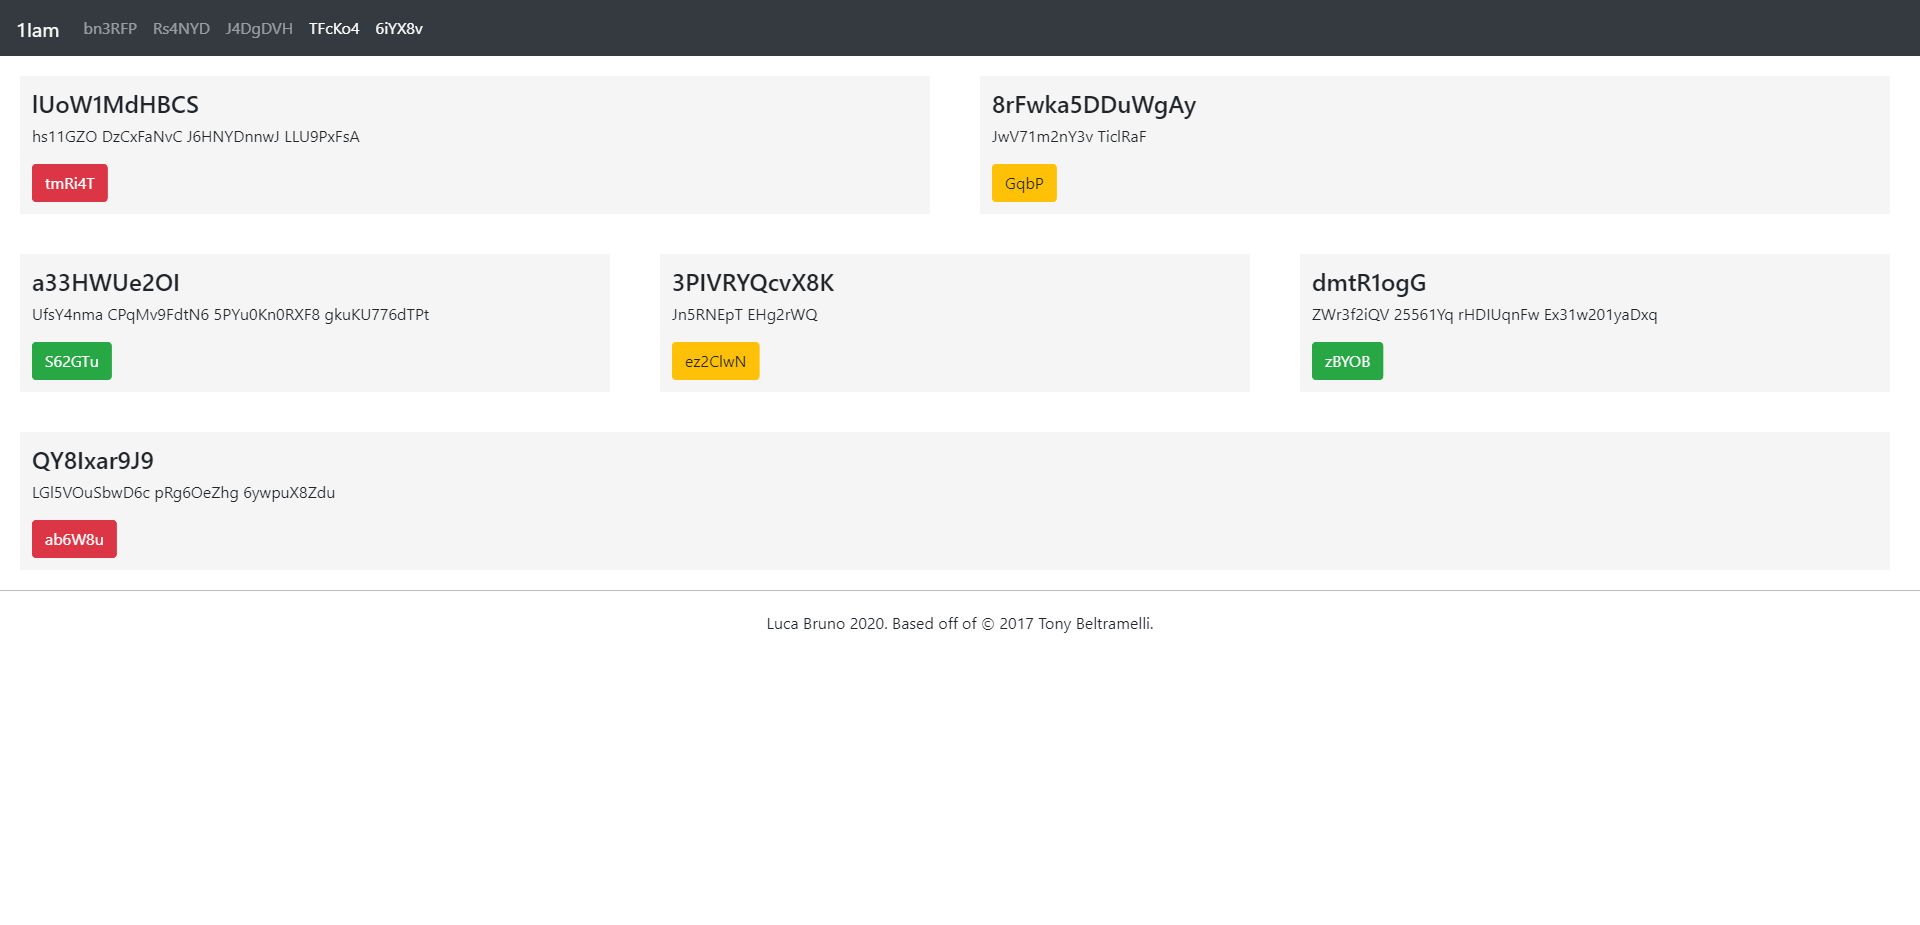 1lam bn3RFP Rs4NYD J4DgDVH TFcKo4 6iYX8v
lUoW1MdHBCS
hs11GZO DzCxFaNvC J6HNYDnnwJ LLU9PxFsA
tmRi4T
8rFwka5DDuWgAy
JwV71m2nY3v TiclRaF
GqbP
a33HWUe2OI
UfsY4nma CPqMv9FdtN6 5PYu0Kn0RXF8 gkuKU776dTPt
S62GTu
3PIVRYQcvX8K
Jn5RNEpT EHg2rWQ
ez2ClwN
dmtR1ogG
ZWr3f2iQV 25561Yq rHDIUqnFw Ex31w201yaDxq
zBYOB
QY8Ixar9J9
LGl5VOuSbwD6c pRg6OeZhg 6ywpuX8Zdu
ab6W8u
Luca Bruno 2020. Based off of © 2017 Tony Beltramelli.